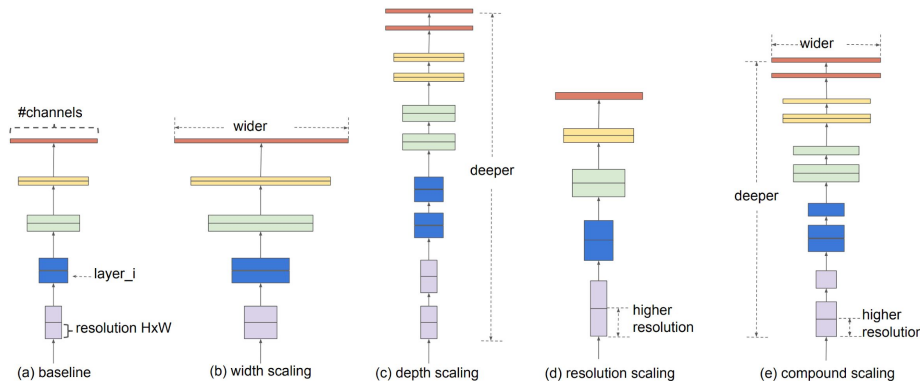 #channels
layer_i
resolution HxW
(a) baseline
wider
(b) width scaling
deeper
(c) depth scaling
higher
resolution
(d) resolution scaling
wider
deeper
higher
resolution
(e) compound scaling